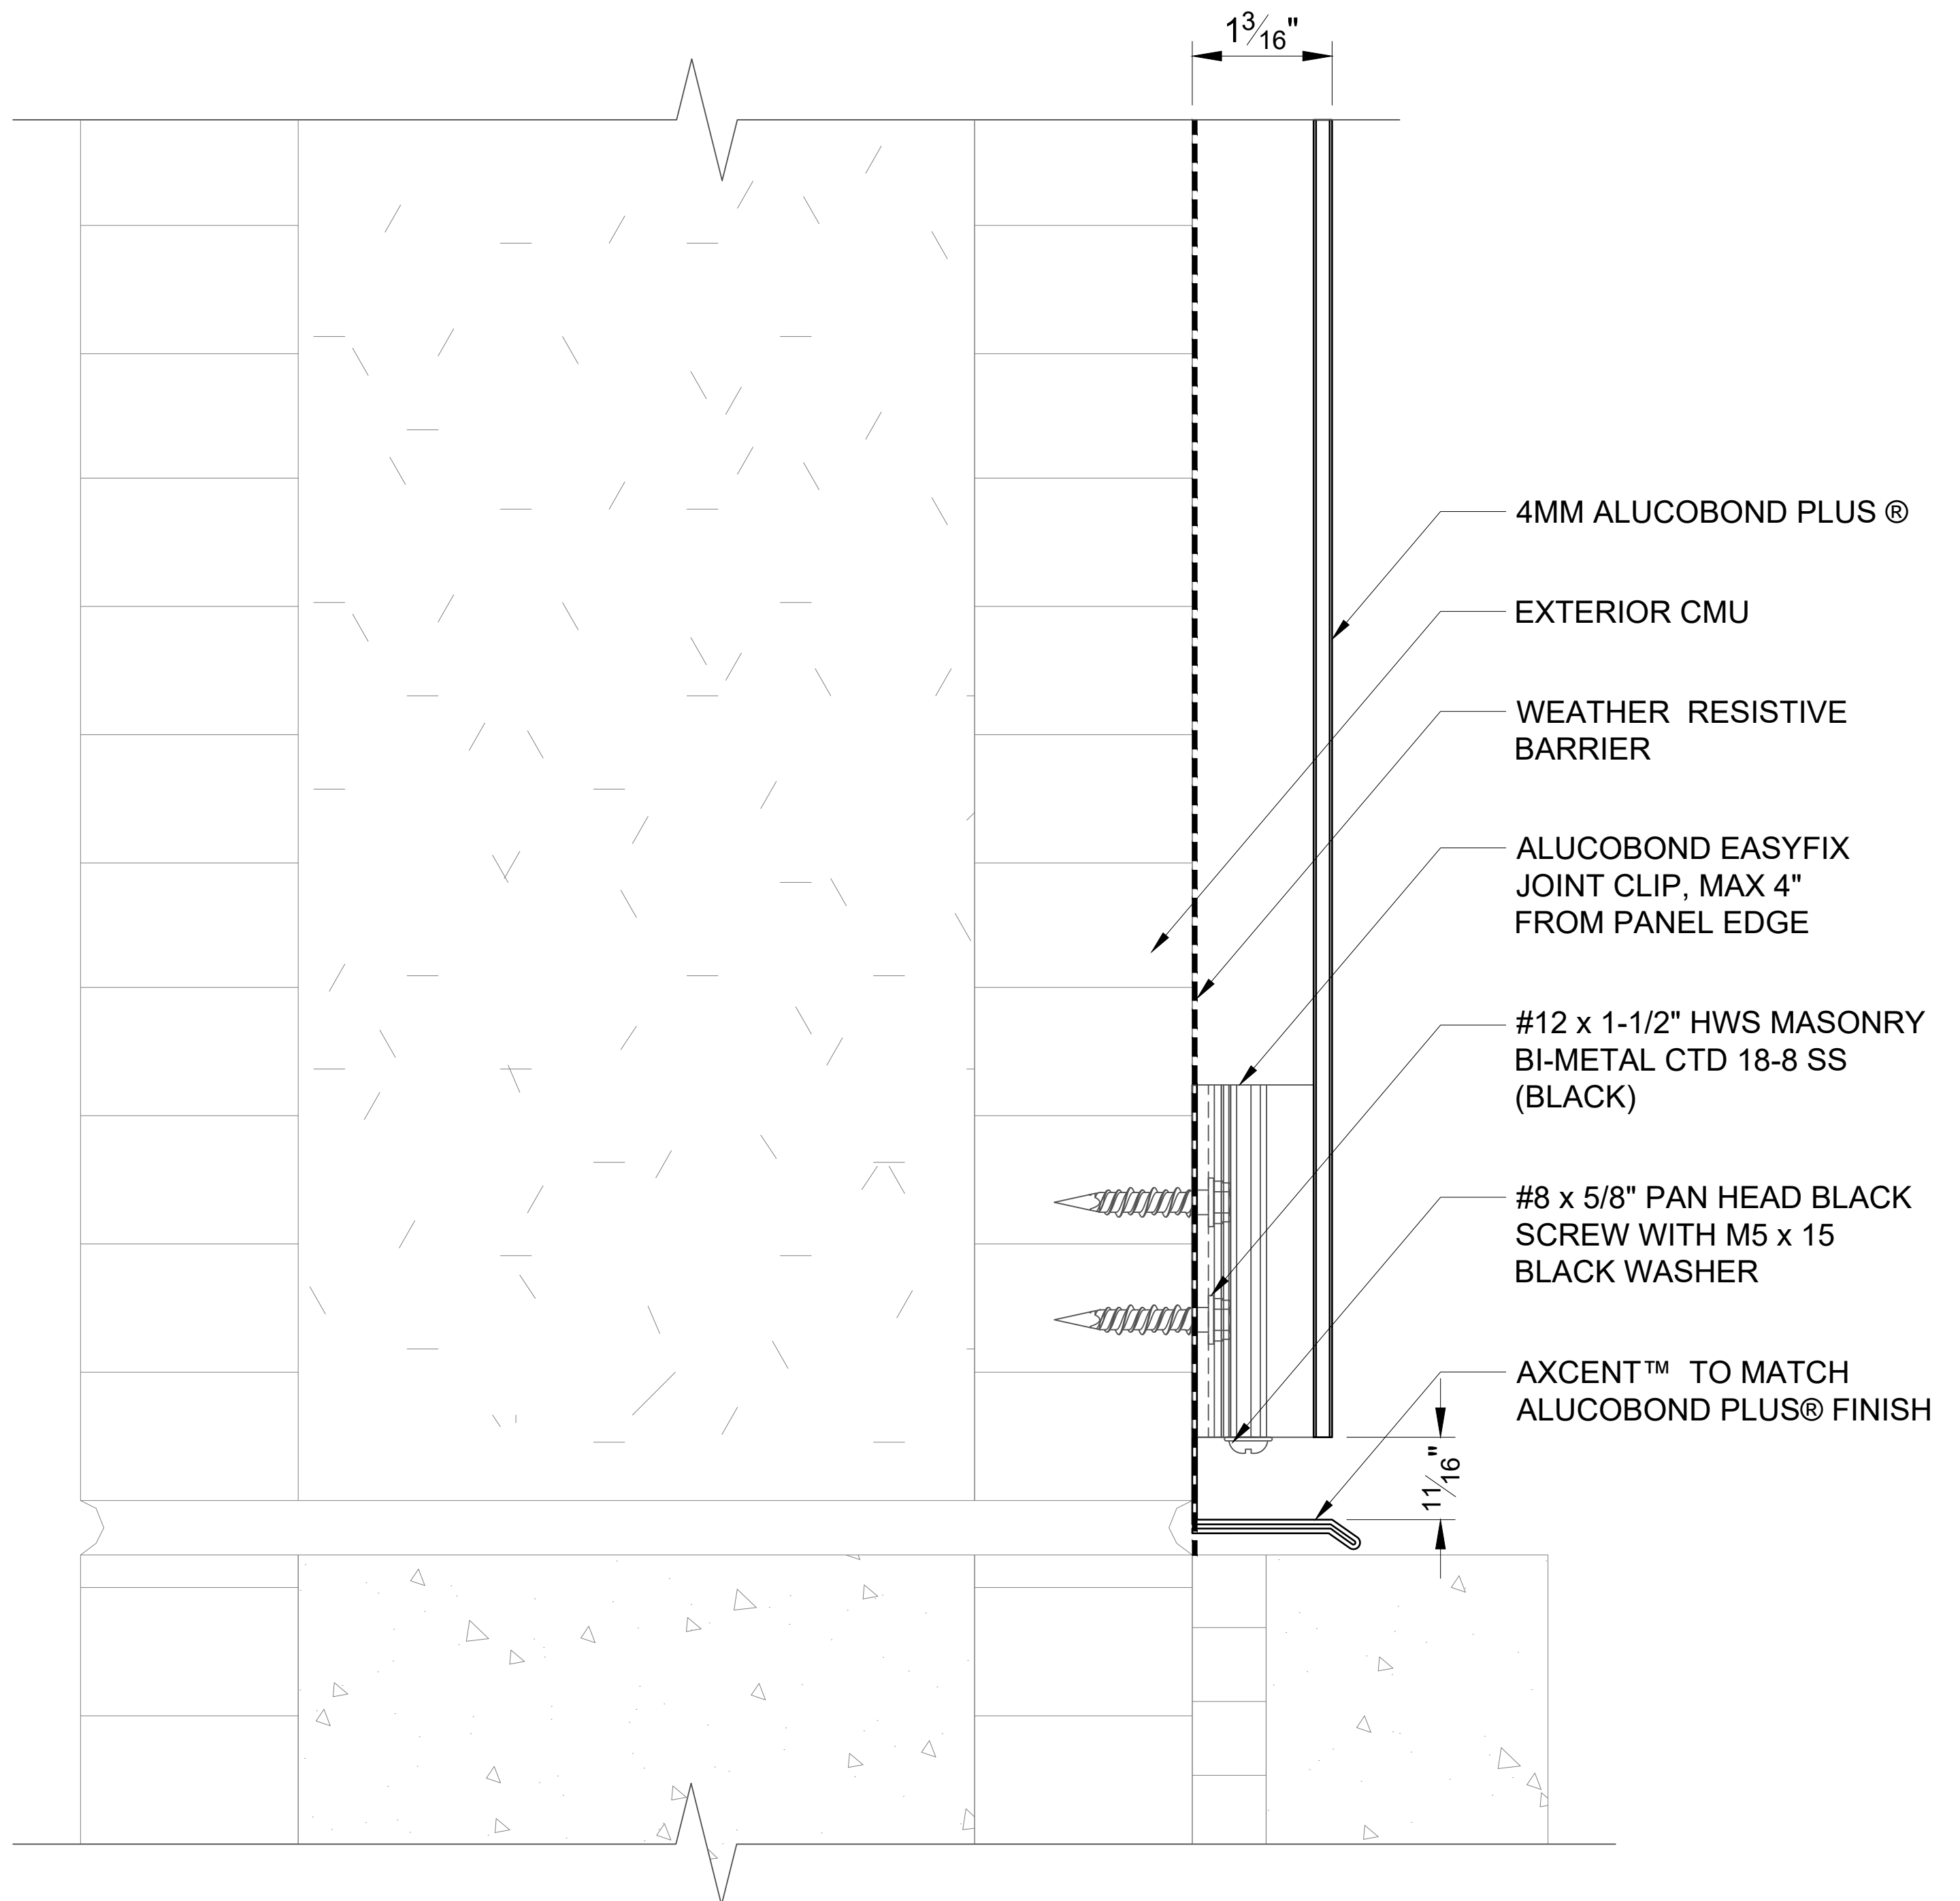 1 3/16"
4MM ALUCOBOND PLUS ®
EXTERIOR CMU
WEATHER RESISTIVE
BARRIER
ALUCOBOND EASYFIX
JOINT CLIP, MAX 4"
FROM PANEL EDGE
#12 x 1-1/2" HWS MASONRY
BI-METAL CTD 18-8 SS
(BLACK)
#8 x 5/8" PAN HEAD BLACK
SCREW WITH M5 x 15
BLACK WASHER
AXCENT™ TO MATCH
ALUCOBOND PLUS® FINISH
11/16"